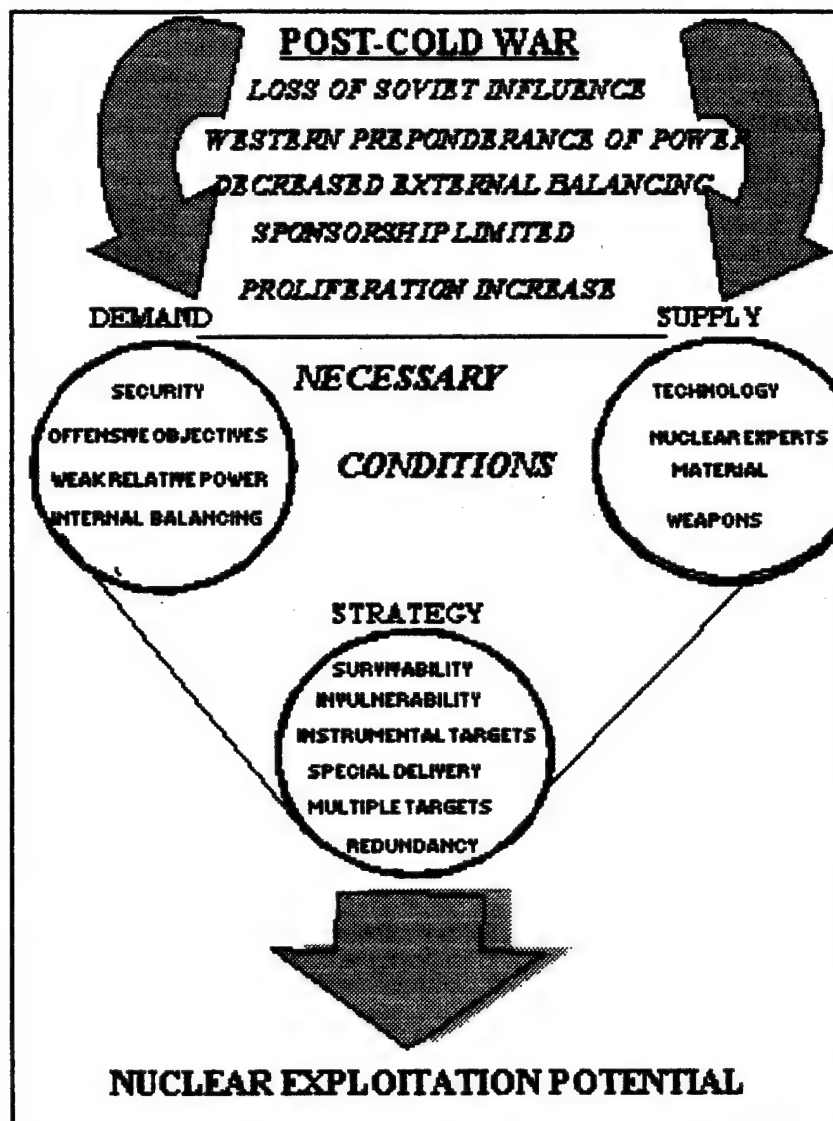 POST-COLD WAR
LOSS OF SOVIET INFLUENCE
WESTERN PREPONDERANCE OF POWER
DECREASED EXTERNAL BALANCING
SPONSORSHIP LIMITED
PROLIFERATION INCREASE
DEMAND
SUPPLY
NECESSARY
CONDITIONS
SECURITY
OFFENSIVE OBJECTIVES
WEAK RELATIVE POWER
INTERNAL BALANCING
TECHNOLOGY
NUCLEAR EXPERTS
MATERIAL
WEAPONS
STRATEGY
SURVIVABILITY
INVULNERABILITY
INSTRUMENTAL TARGETS
SPECIAL DELIVERY
MULTIPLE TARGETS
REDUNDANCY
NUCLEAR EXPLOITATION POTENTIAL